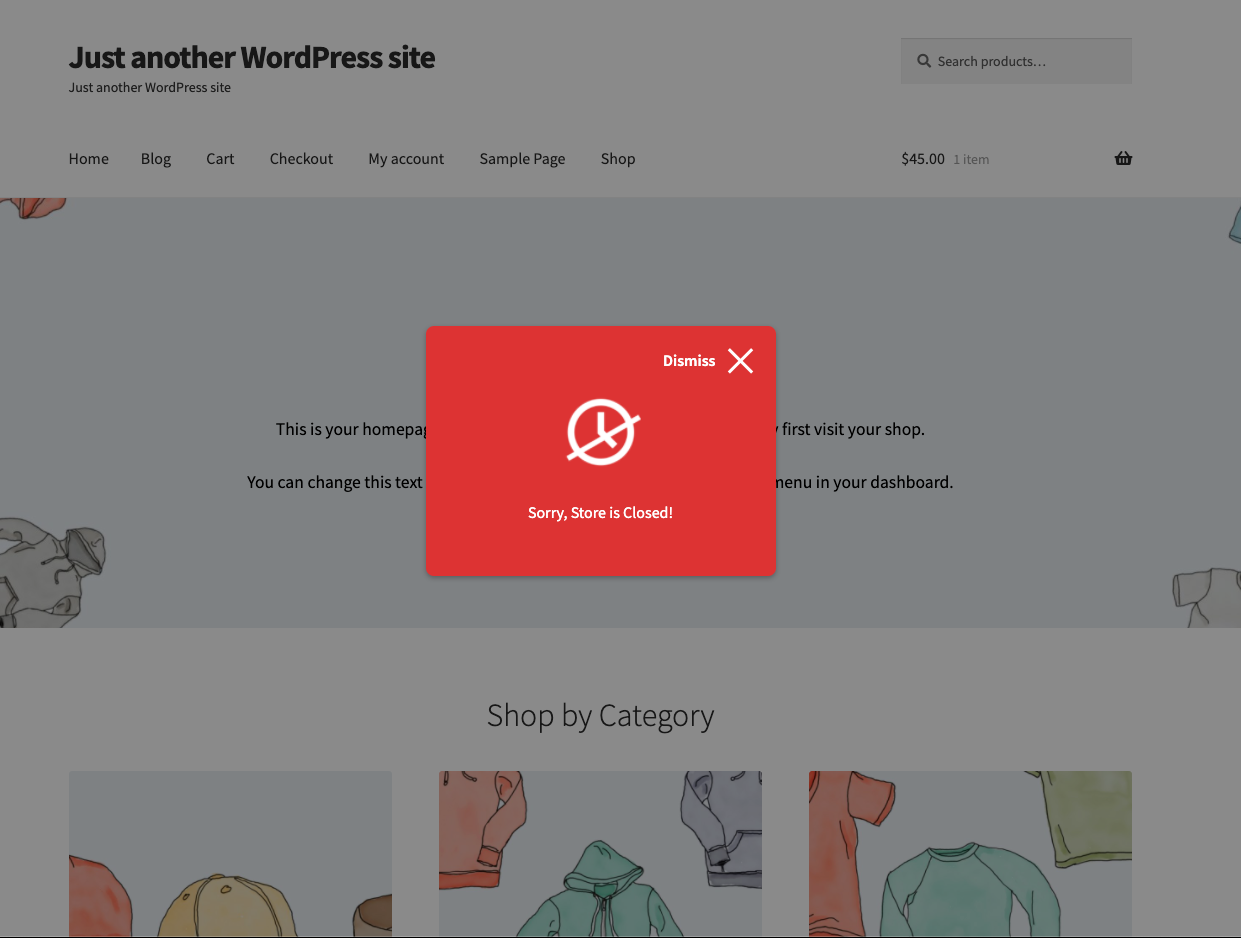 Just another WordPress site
Just another WordPress site
Search products…
Home Blog Cart Checkout My account Sample Page Shop
$45.00 1 item
Dismiss
This is your homepag
y first visit your shop.
You can change this text
menu in your dashboard.
Sorry, Store is Closed!
Shop by Category